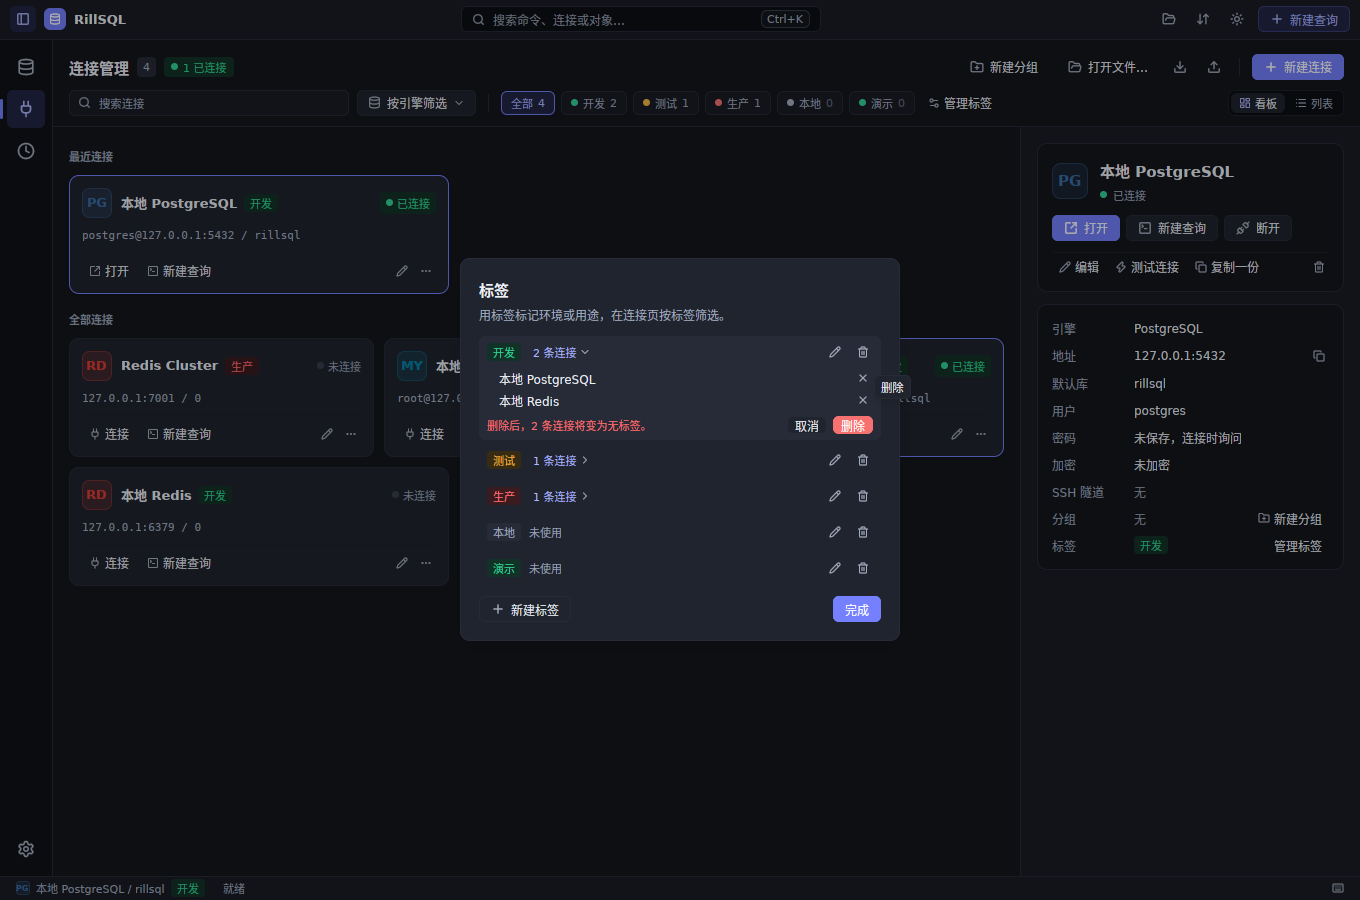 RillSQL
搜索命令、连接或对象...
Ctrl+K
新建查询
连接管理 4 1 已连接
新建分组
打开文件...
新建连接
搜索连接
按引擎筛选
全部 4
开发 2
测试 1
生产 1
本地 0
演示 0
管理标签
看板
列表
最近连接
PG 本地 PostgreSQL 开发 已连接
postgres@127.0.0.1:5432 / rillsql
打开 新建查询
全部连接
RD Redis Cluster 生产 未连接
127.0.0.1:7001 / 0
连接 新建查询
MY 本地
root@127.0
连接
已连接
llsql
RD 本地 Redis 开发 未连接
127.0.0.1:6379 / 0
连接 新建查询
标签
用标签标记环境或用途，在连接页按标签筛选。
开发 2 条连接
本地 PostgreSQL
本地 Redis
删除后，2 条连接将变为无标签。
取消 删除
删除
测试 1 条连接
生产 1 条连接
本地 未使用
演示 未使用
新建标签
完成
PG 本地 PostgreSQL
已连接
打开 新建查询 断开
编辑 测试连接 复制一份
引擎 PostgreSQL
地址 127.0.0.1:5432
默认库 rillsql
用户 postgres
密码 未保存，连接时询问
加密 未加密
SSH 隧道 无
分组 无 新建分组
标签 开发 管理标签
PG 本地 PostgreSQL / rillsql 开发 就绪